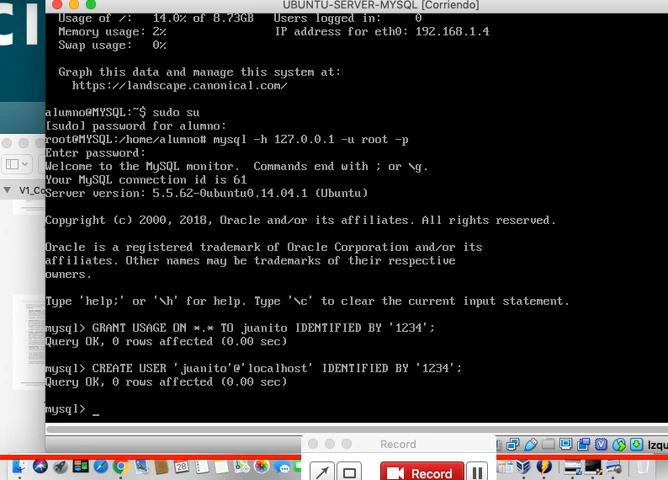 CI
UBUNTU-SERVER-MYSQL [Corriendo]
Usage of /: 14.0% of 8.73GB Users logged in: 0
Memory usage: 2% IP address for eth0: 192.168.1.4
Swap usage: 0%
Graph this data and manage this system at:
https://landscape.canonical.com/
alumno@MYSQL:~$ sudo su
[sudo] password for alumno:
root@MYSQL:/home/alumno# mysql -h 127.0.0.1 -u root -p
Enter password:
Welcome to the MySQL monitor. Commands end with ; or \g.
Your MySQL connection id is 61
Server version: 5.5.62-0ubuntu0.14.04.1 (Ubuntu)
V1_Co
Copyright (c) 2000, 2018, Oracle and/or its affiliates. All rights reserved.
Oracle is a registered trademark of Oracle Corporation and/or its
affiliates. Other names may be trademarks of their respective
owners.
Type 'help;' or '\h' for help. Type '\c' to clear the current input statement.
mysql> GRANT USAGE ON *.* TO juanito IDENTIFIED BY '1234';
Query OK, 0 rows affected (0.00 sec)
mysql> CREATE USER 'juanito'@'localhost' IDENTIFIED BY '1234';
Query OK, 0 rows affected (0.00 sec)
mysql> _
Record
Izqu
28
Record